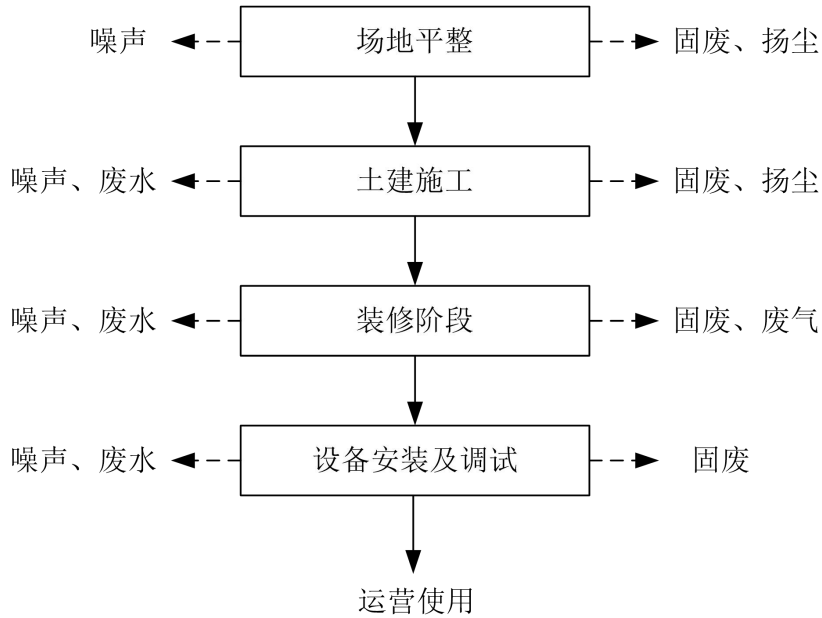 噪声 场地平整 固废、扬尘
噪声、废水 土建施工 固废、扬尘
噪声、废水 装修阶段 固废、废气
噪声、废水 设备安装及调试 固废
运营使用